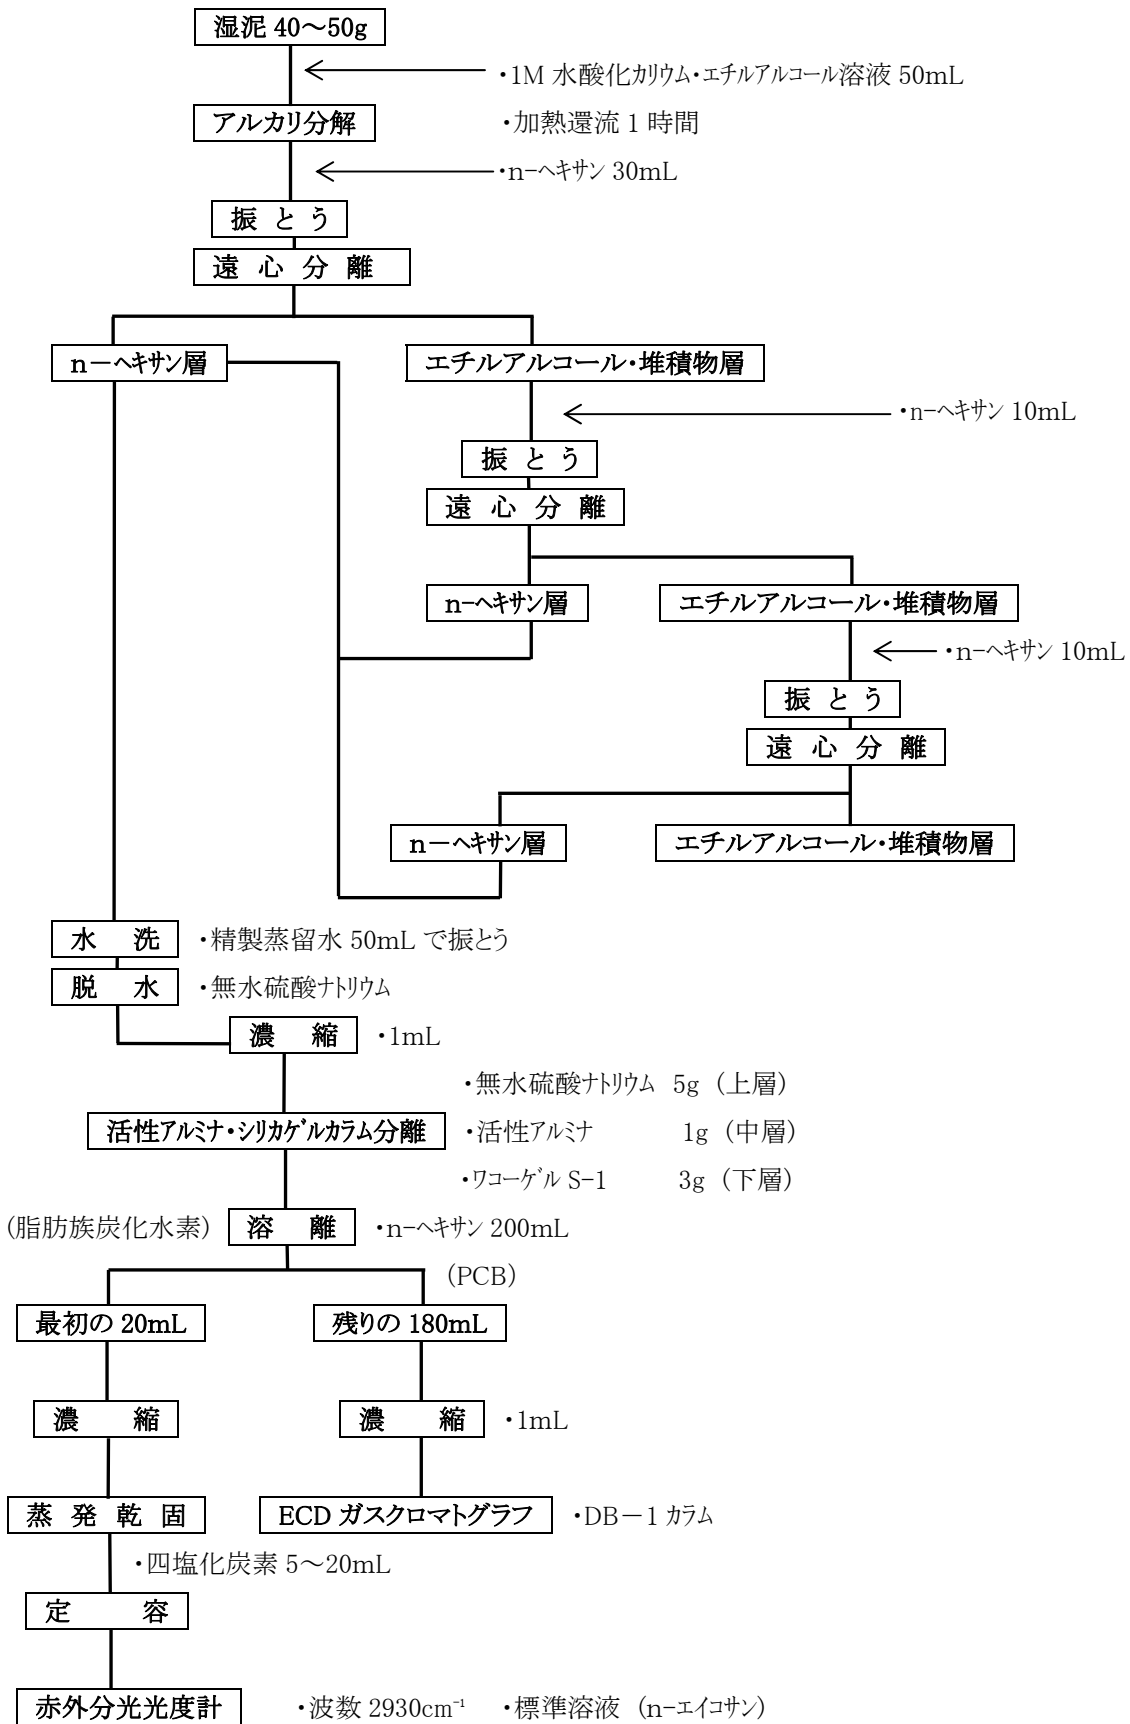 湿泥 40～50g
・1M 水酸化カリウム・エチルアルコール溶液 50mL
アルカリ分解
・加熱還流 1 時間
・n-ヘキサン 30mL
振 と う
遠 心 分 離
n－ヘキサン層
エチルアルコール・堆積物層
・n-ヘキサン 10mL
振 と う
遠 心 分 離
n-ヘキサン層
エチルアルコール・堆積物層
・n-ヘキサン 10mL
振 と う
遠 心 分 離
n－ヘキサン層
エチルアルコール・堆積物層
水 洗 ・精製蒸留水 50mL で振とう
脱 水 ・無水硫酸ナトリウム
濃 縮 ・1mL
・無水硫酸ナトリウム 5g (上層)
活性アルミナ・シリカゲルカラム分離 ・活性アルミナ 1g (中層)
・ワコーゲル S-1 3g (下層)
(脂肪族炭化水素) 溶 離 ・n-ヘキサン 200mL
(PCB)
最初の 20mL 残りの 180mL
濃 縮 濃 縮 ・1mL
蒸 発 乾 固 ECD ガスクロマトグラフ ・DB－1 カラム
・四塩化炭素 5～20mL
定 容
赤外分光光度計 ・波数 2930cm⁻¹ ・標準溶液 (n-エイコサン)